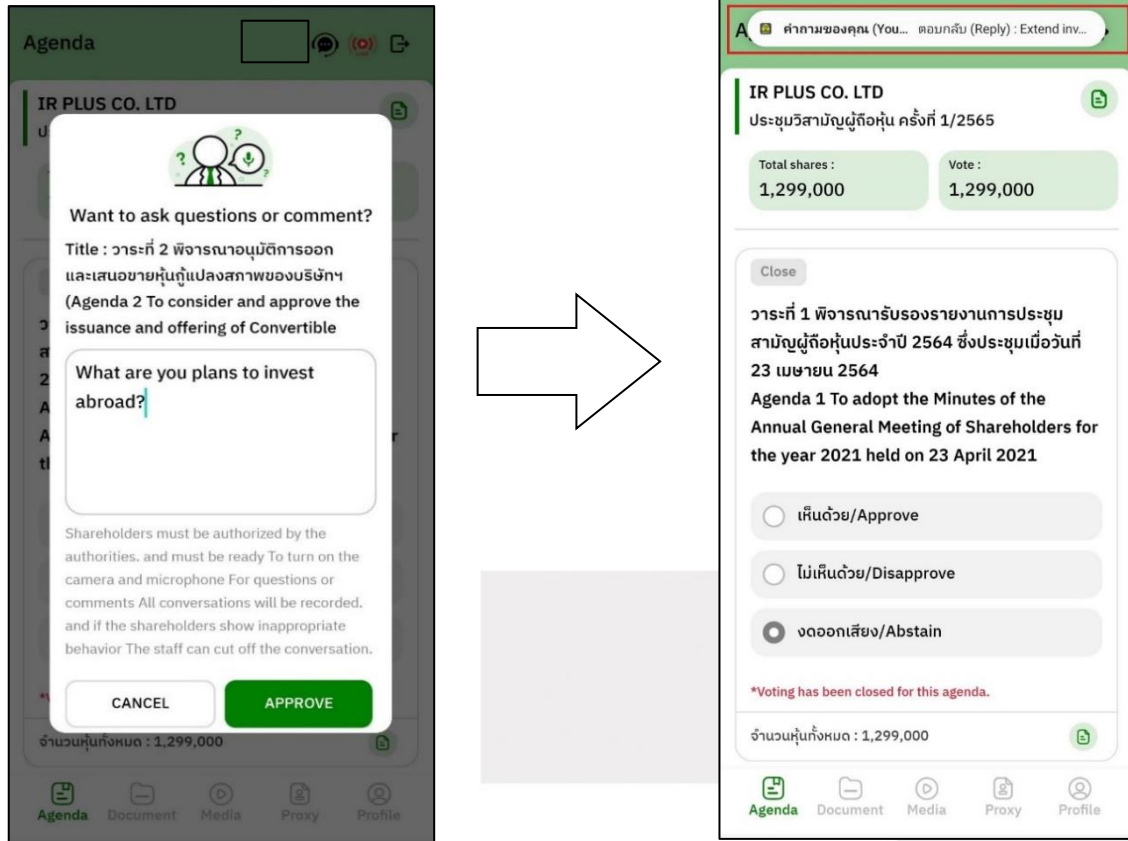 Agenda
IR PLUS CO. LTD
Want to ask questions or comment?
Title : วาระที่ 2 พิจารณาอนุมัติการออก
และเสนอขายหุ้นกู้แปลงสภาพของบริษัทฯ
(Agenda 2 To consider and approve the
issuance and offering of Convertible
What are you plans to invest
abroad?
Shareholders must be authorized by the
authorities. and must be ready To turn on the
camera and microphone For questions or
comments All conversations will be recorded.
and if the shareholders show inappropriate
behavior The staff can cut off the conversation.
CANCEL
APPROVE
จำนวนหุ้นทั้งหมด : 1,299,000
Agenda Document Media Proxy Profile
คำถามของคุณ (You... ตอบกลับ (Reply) : Extend inv...
IR PLUS CO. LTD
ประชุมวิสามัญผู้ถือหุ้น ครั้งที่ 1/2565
Total shares :
1,299,000
Vote :
1,299,000
Close
วาระที่ 1 พิจารณารับรองรายงานการประชุม
สามัญผู้ถือหุ้นประจำปี 2564 ซึ่งประชุมเมื่อวันที่
23 เมษายน 2564
Agenda 1 To adopt the Minutes of the
Annual General Meeting of Shareholders for
the year 2021 held on 23 April 2021
เห็นด้วย/Approve
ไม่เห็นด้วย/Disapprove
งดออกเสียง/Abstain
*Voting has been closed for this agenda.
จำนวนหุ้นทั้งหมด : 1,299,000
Agenda Document Media Proxy Profile